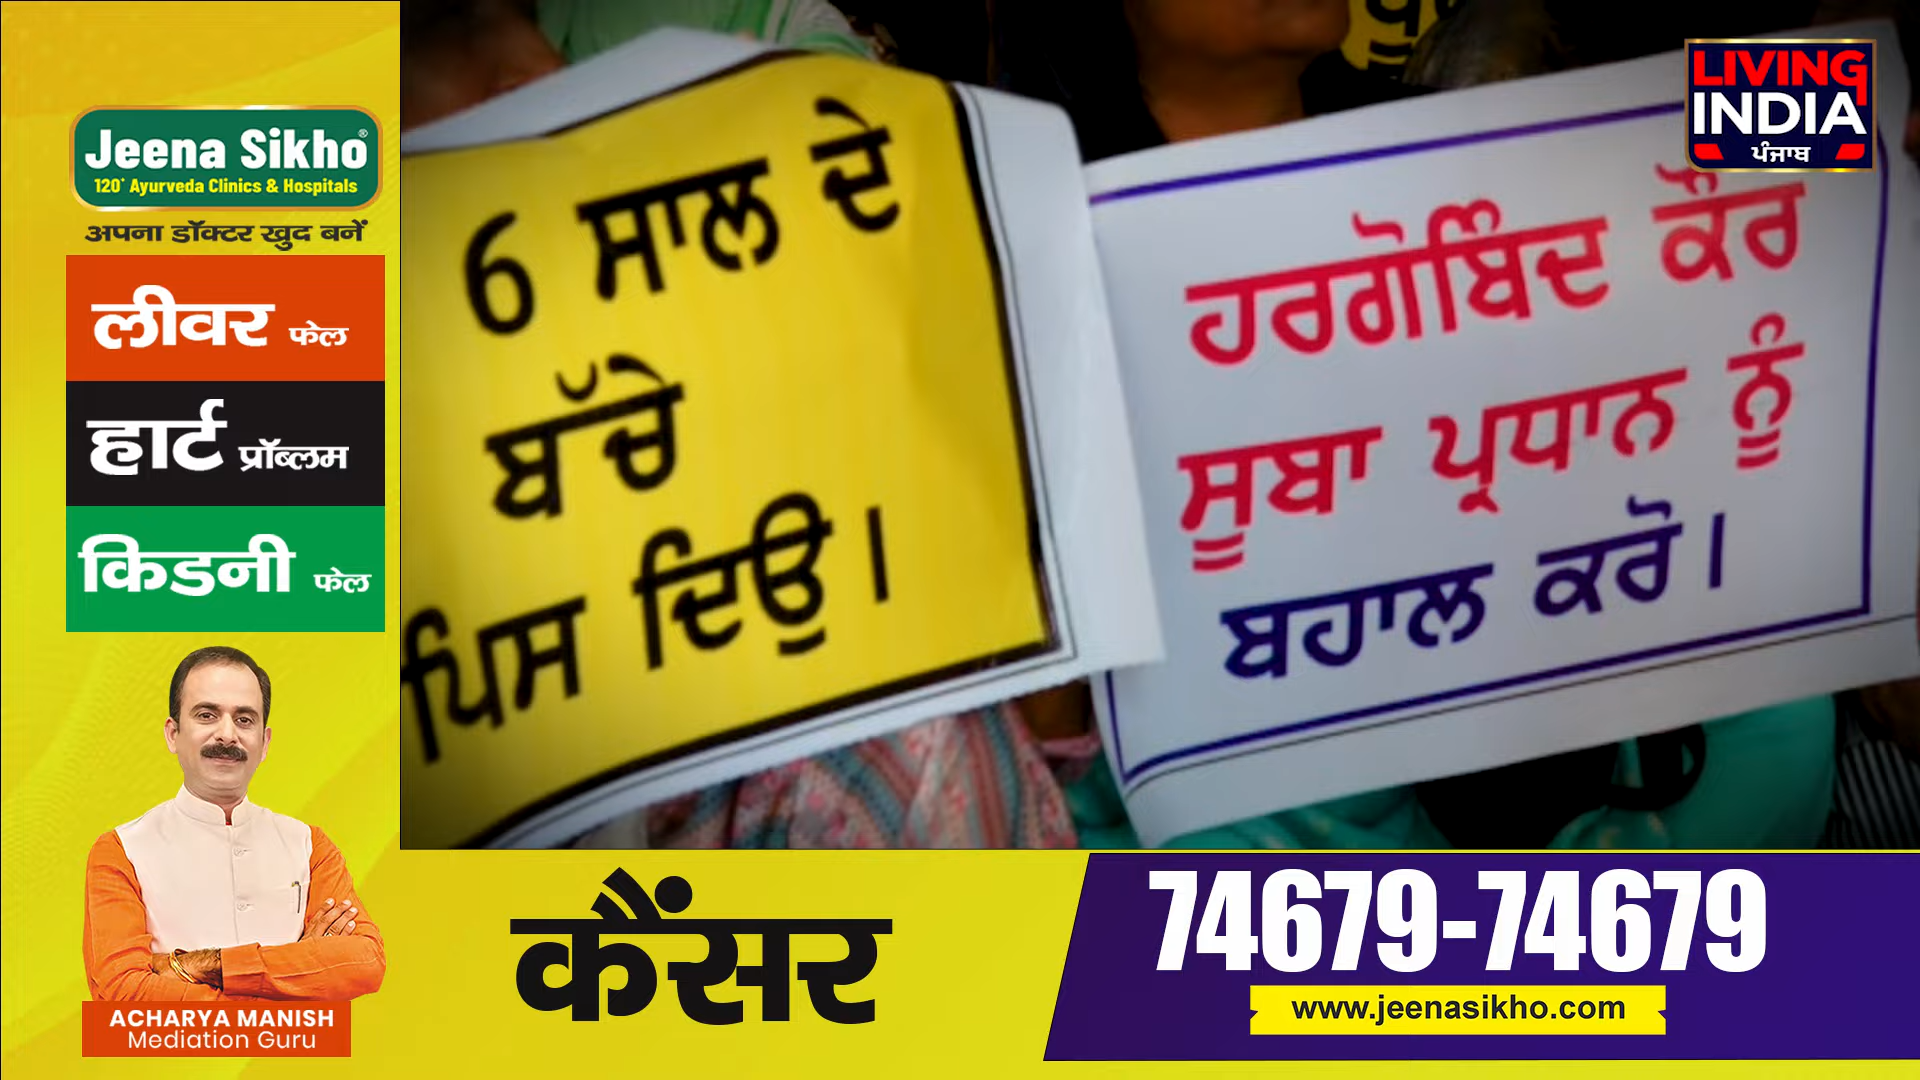 Jeena Sikho®
120+ Ayurveda Clinics & Hospitals
अपना डॉक्टर खुद बनें
लीवर फेल
हार्ट प्रॉब्लम
किडनी फेल
ACHARYA MANISH
Mediation Guru
6 ਸਾਲ ਦੇ
ਬੱਚੇ
ਪਿਸ ਦਿਉ।
ਹਰਗੋਬਿੰਦ ਕੌਰ
ਸੂਬਾ ਪ੍ਰਧਾਨ ਨੂੰ
ਬਹਾਲ ਕਰੋ।
LIVING
INDIA
ਪੰਜਾਬ
कैंसर
74679-74679
www.jeenasikho.com